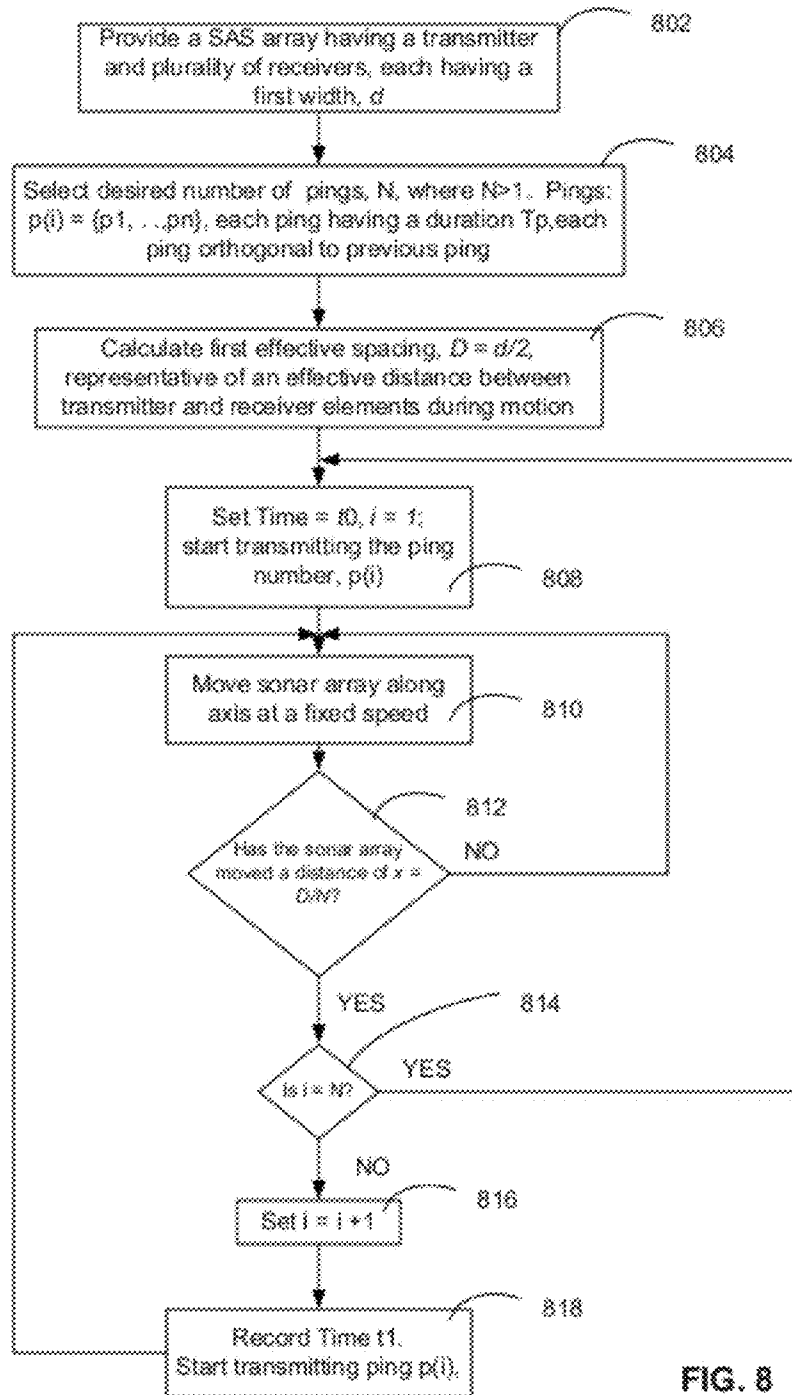 802
Provide a SAS array having a transmitter
and plurality of receivers, each having a
first width, d
804
Select desired number of pings, N, where N>1. Pings:
p(i) = {p1, ...,pn}, each ping having a duration Tp,each
ping orthogonal to previous ping
806
Calculate first effective spacing, D = d/2,
representative of an effective distance between
transmitter and receiver elements during motion
Set Time = t0, i = 1;
start transmitting the ping
number, p(i)
808
Move sonar array along
axis at a fixed speed
810
812
Has the sonar array
moved a distance of x =
D/N?
NO
YES
814
Is i = N?
YES
NO
816
Set i = i +1
818
Record Time t1.
Start transmitting ping p(i),
FIG. 8